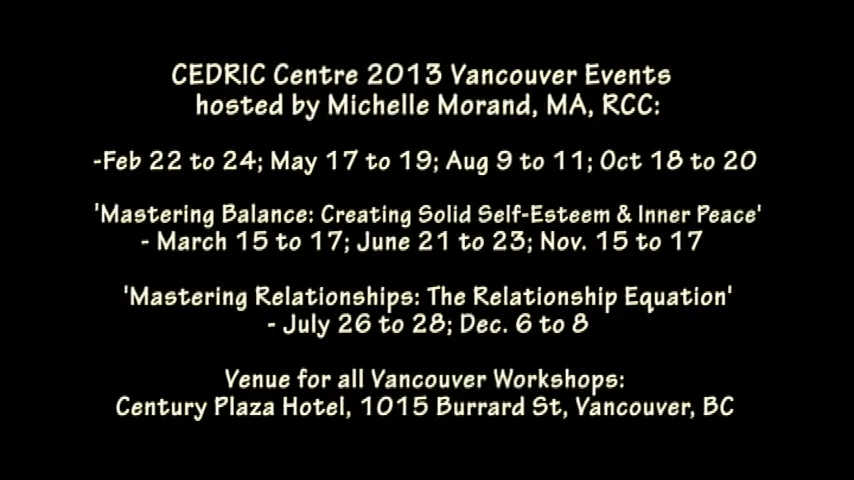 CEDRIC Centre 2013 Vancouver Events
hosted by Michelle Morand, MA, RCC:
-Feb 22 to 24; May 17 to 19; Aug 9 to 11; Oct 18 to 20
'Mastering Balance: Creating Solid Self-Esteem & Inner Peace'
- March 15 to 17; June 21 to 23; Nov. 15 to 17
'Mastering Relationships: The Relationship Equation'
- July 26 to 28; Dec. 6 to 8
Venue for all Vancouver Workshops:
Century Plaza Hotel, 1015 Burrard St, Vancouver, BC